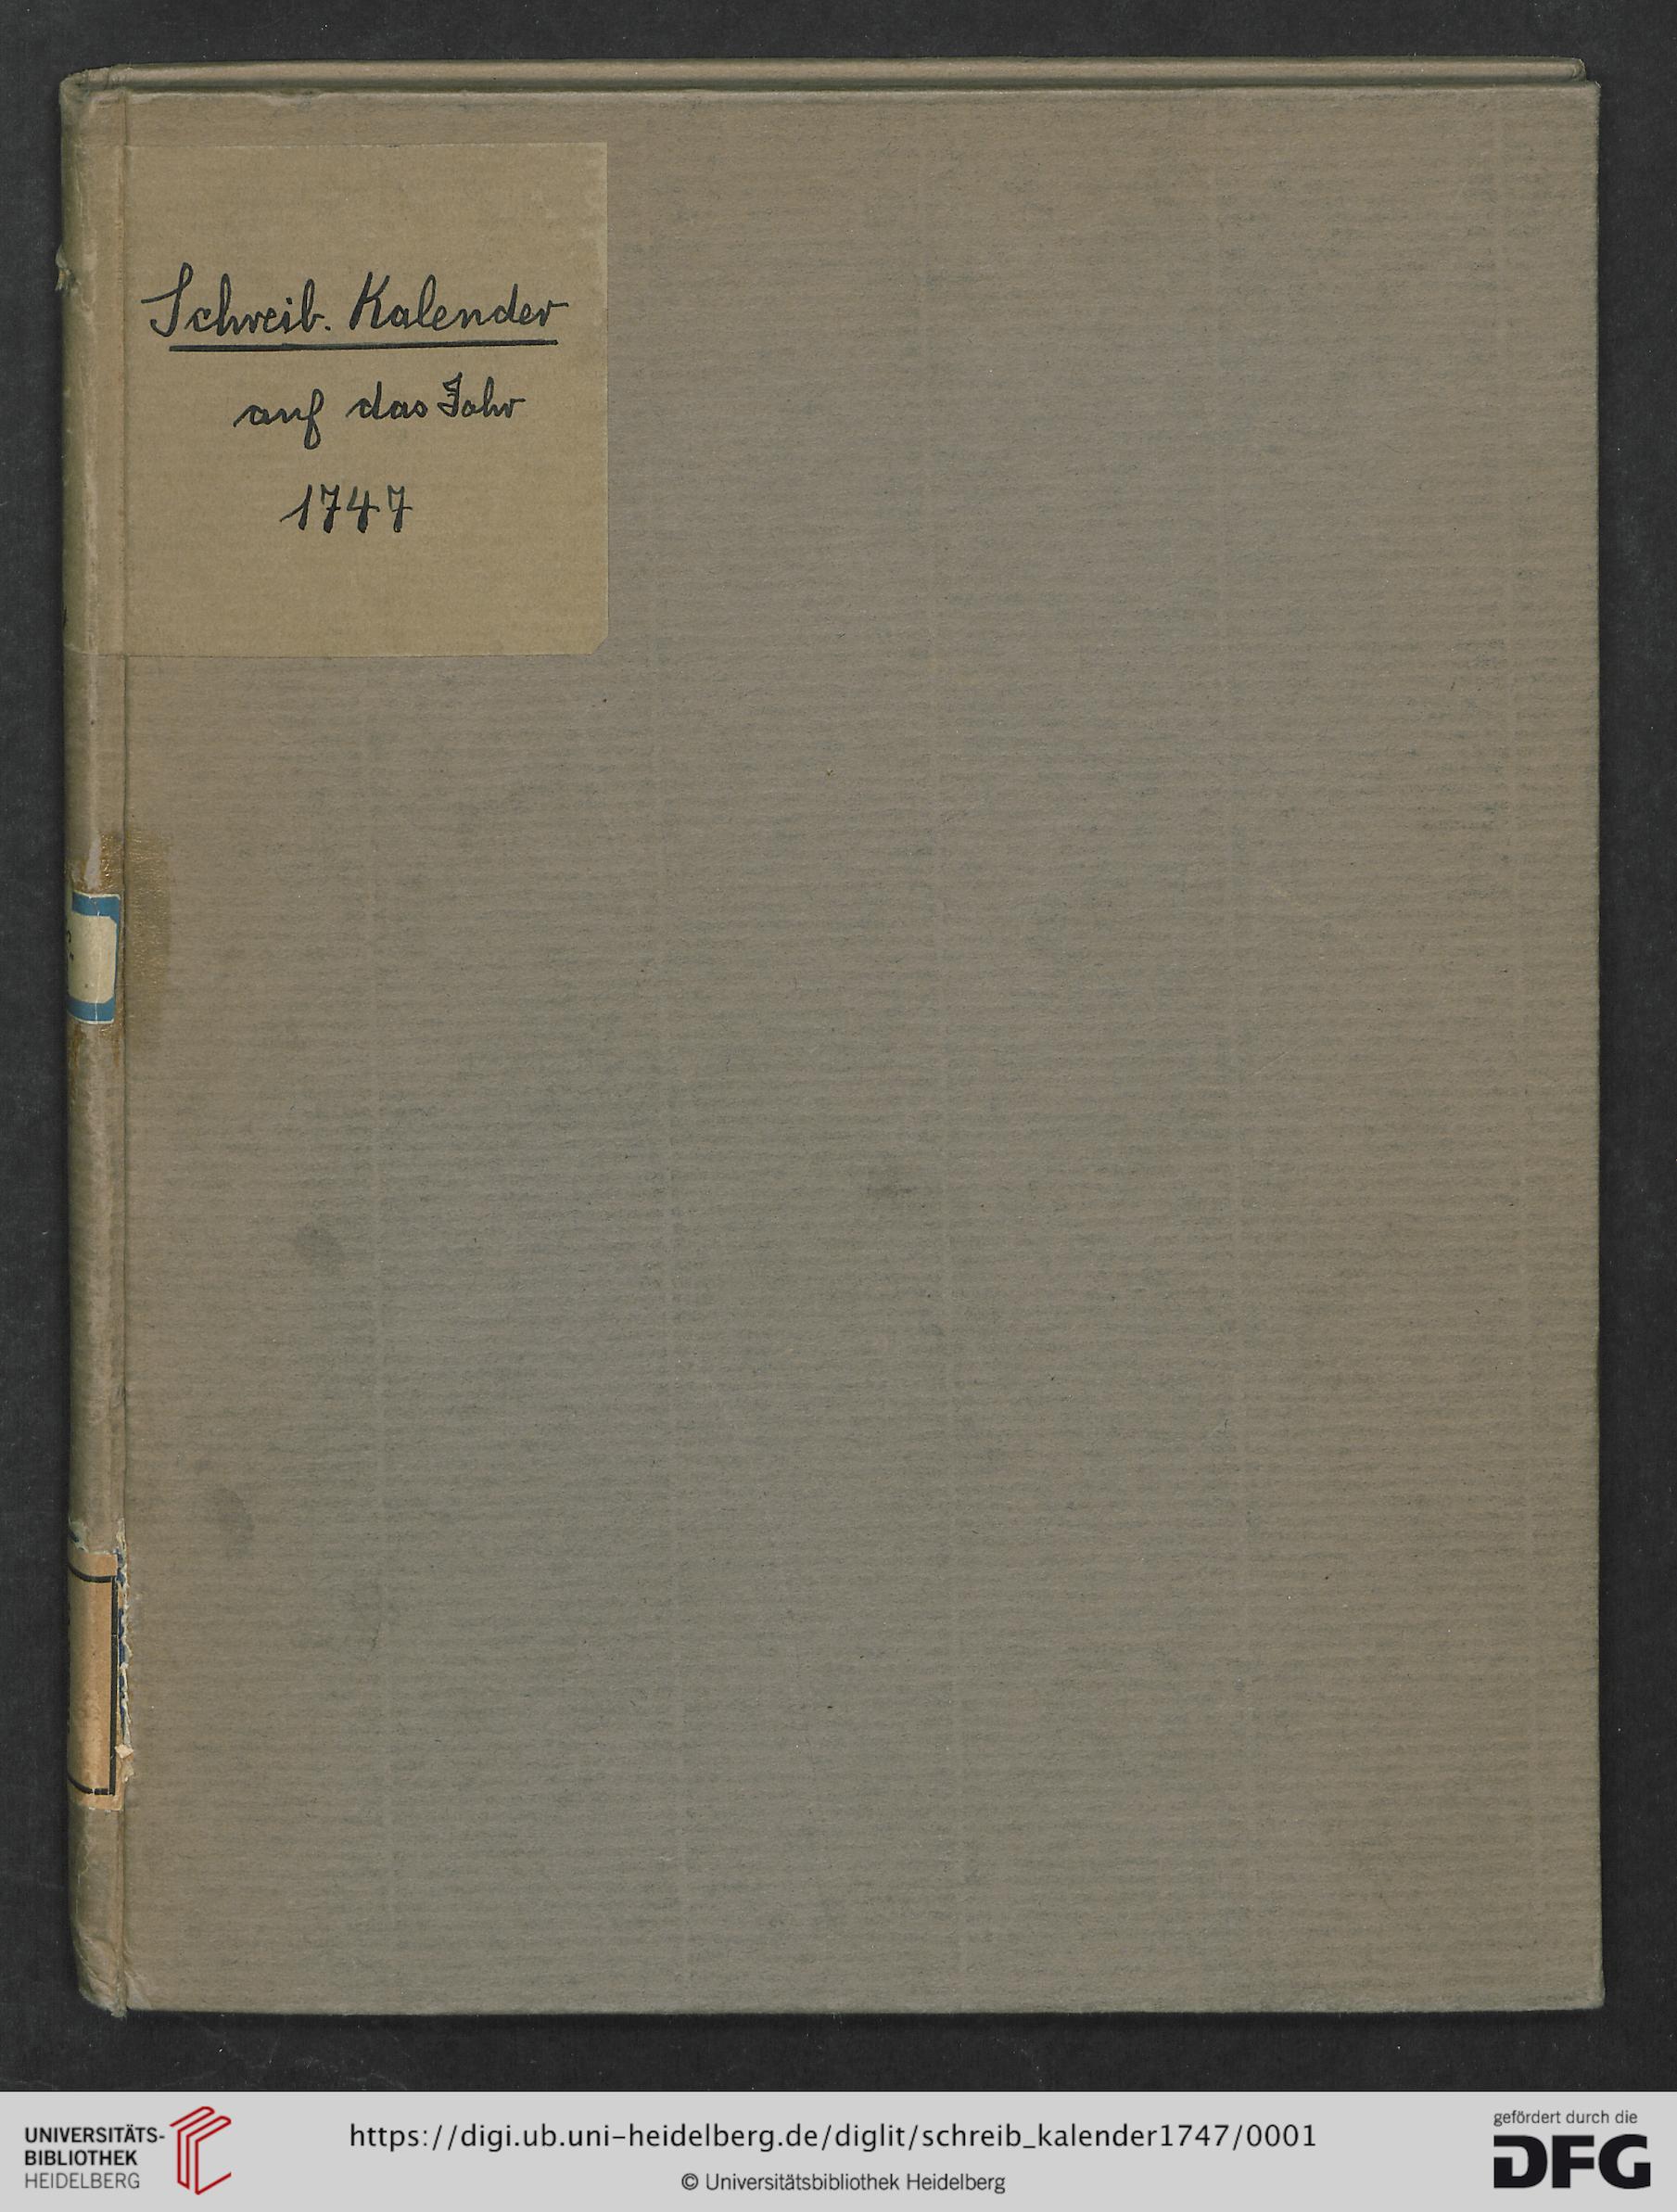 Schreib. Kalender
auf das Jahr
1747
UNIVERSITÄTS-
BIBLIOTHEK
HEIDELBERG
https://digi.ub.uni-heidelberg.de/diglit/schreib_kalender1747/0001
© Universitätsbibliothek Heidelberg
gefördert durch die
DFG